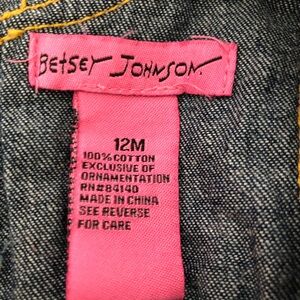 BETSEY JOHNSON.
12M
100% COTTON
EXCLUSIVE OF
ORNAMENTATION
RN#84140
MADE IN CHINA
SEE REVERSE
FOR CARE